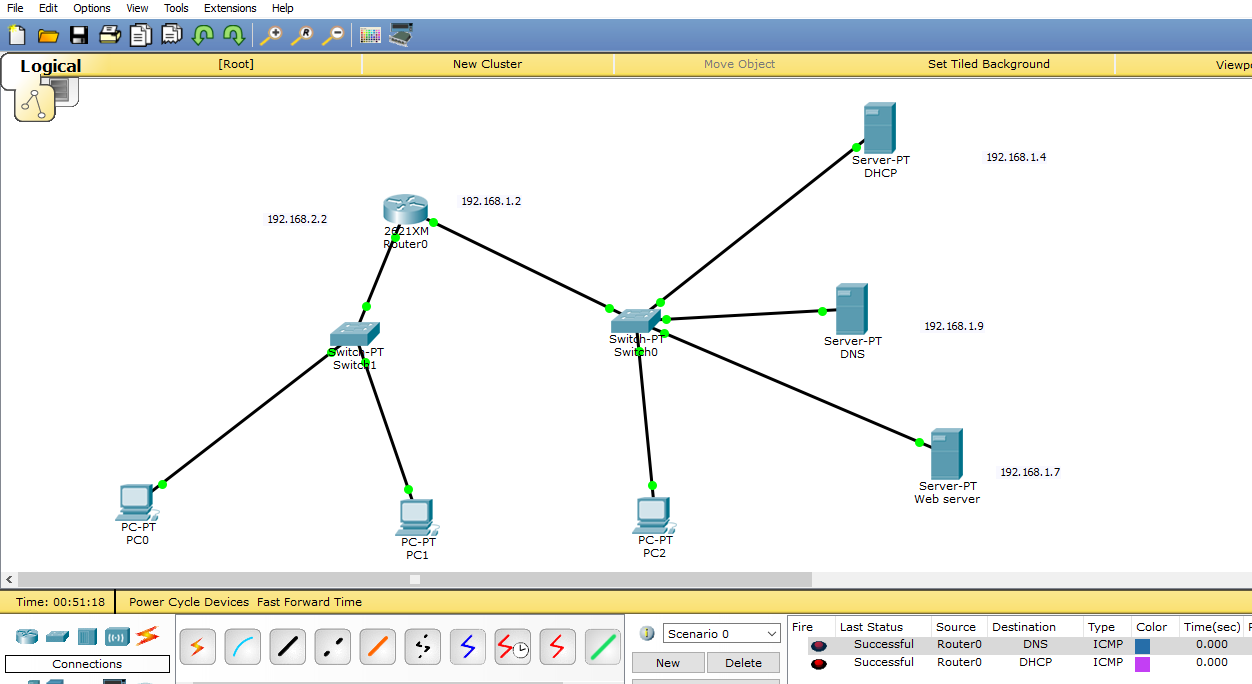 File Edit Options View Tools Extensions Help
Logical [Root] New Cluster Move Object Set Tiled Background Viewpo
Server-PT
DHCP
192.168.1.4
192.168.2.2
192.168.1.2
2621XM
Router0
Switch-PT
Switch1
Switch-PT
Switch0
Server-PT
DNS
192.168.1.9
Server-PT
Web server
192.168.1.7
PC-PT
PC0
PC-PT
PC1
PC-PT
PC2
Time: 00:51:18 Power Cycle Devices Fast Forward Time
Connections
Scenario 0
New Delete
Fire Last Status Source Destination Type Color Time(sec) P
Successful Router0 DNS ICMP 0.000
Successful Router0 DHCP ICMP 0.000